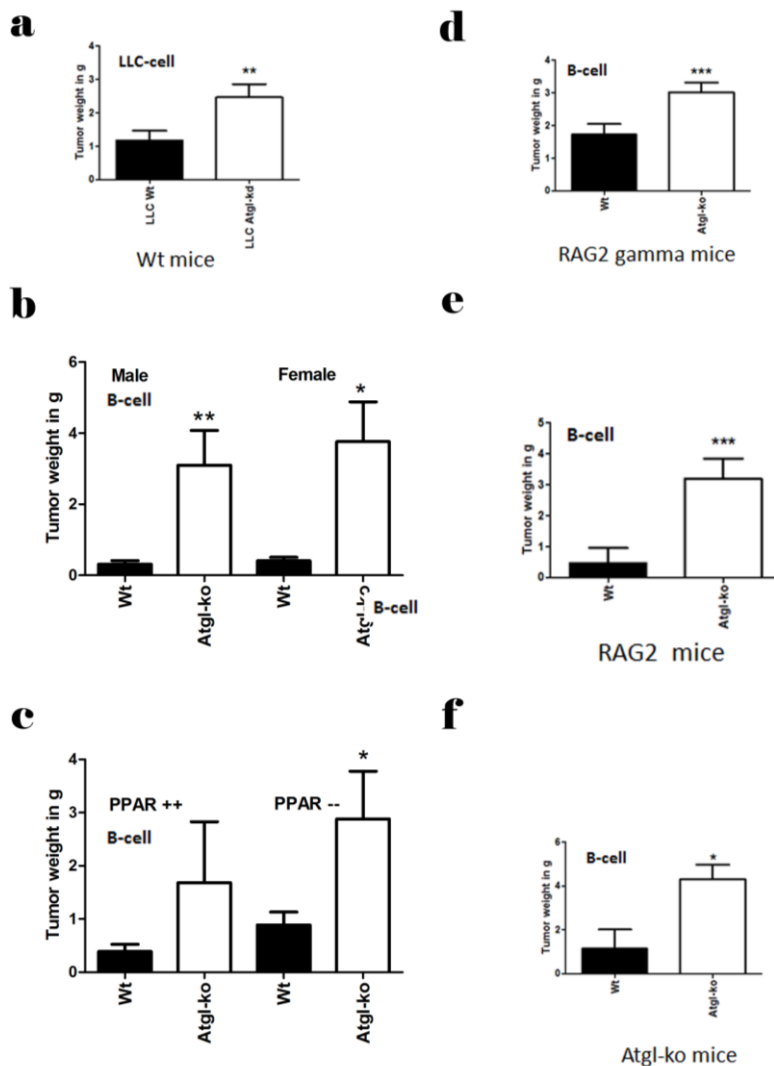 a
LLC-cell
**
Tumor weight in g
4
3
2
1
0
LLC Wt
LLC Atgl-kd
Wt mice
b
Male
Female
B-cell
**
*
Tumor weight in g
6
4
2
0
Wt
Atgl-ko
Wt
B-cell
c
PPAR ++
PPAR --
B-cell
*
Tumor weight in g
4
3
2
1
0
Wt
Atgl-ko
Wt
Atgl-ko
d
B-cell
***
Tumor weight in g
4
3
2
1
0
Wt
Atgl-ko
RAG2 gamma mice
e
B-cell
***
Tumor weight in g
5
4
3
2
1
0
Wt
Atgl-ko
RAG2 mice
f
B-cell
*
Tumor weight in g
6
4
2
0
Wt
Atgl-ko
Atgl-ko mice